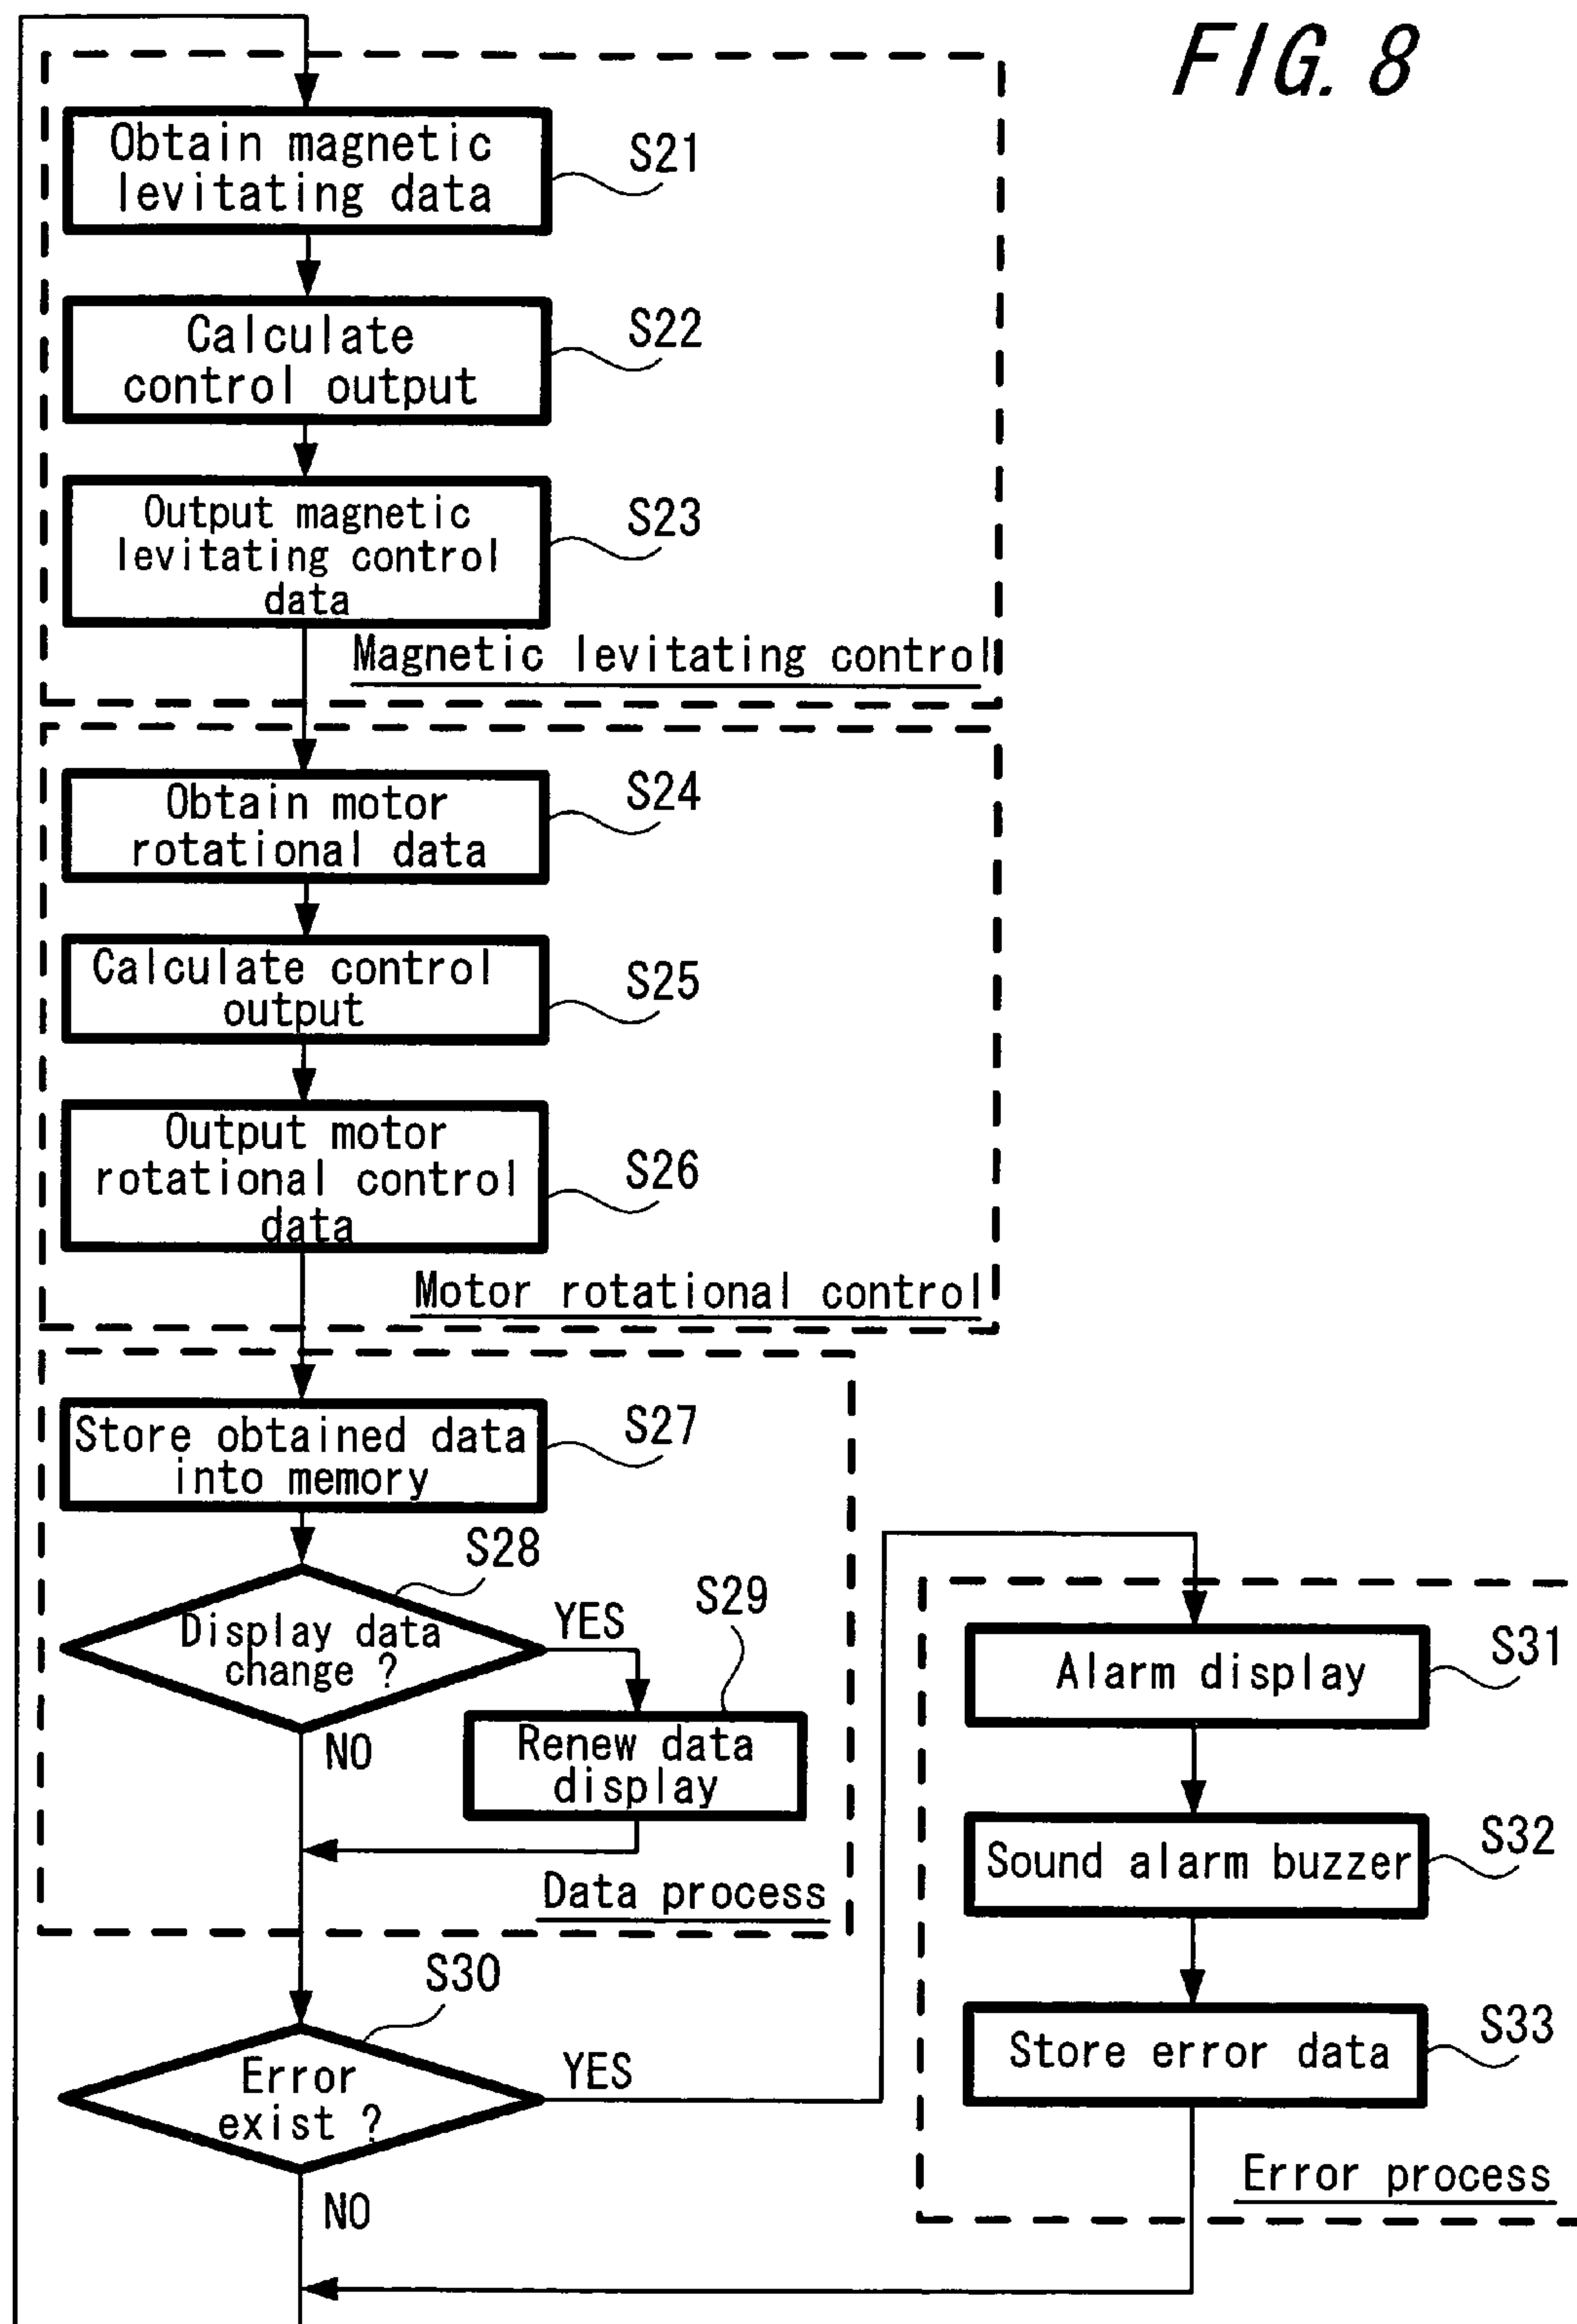 FIG. 8
Obtain magnetic
levitating data
S21
Calculate
control output
S22
Output magnetic
levitating control
data
S23
Magnetic levitating control
Obtain motor
rotational data
S24
Calculate control
output
S25
Output motor
rotational control
data
S26
Motor rotational control
Store obtained data
into memory
S27
S28
Display data
change ?
YES
NO
S29
Renew data
display
Data process
S30
Error
exist ?
YES
NO
Alarm display
S31
Sound alarm buzzer
S32
Store error data
S33
Error process